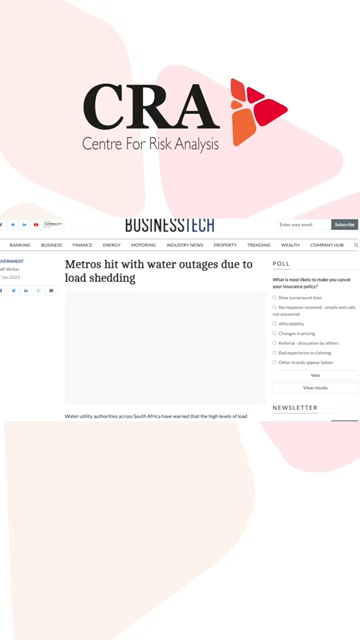 CRA
Centre For Risk Analysis
BUSINESSTECH
Enter your email
Subscribe
BANKING BUSINESS FINANCE ENERGY MOTORING INDUSTRY NEWS PROPERTY TRENDING WEALTH COMPANY HUB
Metros hit with water outages due to
load shedding
Water utility authorities across South Africa have warned that the high levels of load
POLL
What is most likely to make you cancel
your insurance policy?
Slow turnaround time
No response received - emails and calls
not answered
Affordability
Changes in pricing
Referral - dissuasion by others
Bad experience in claiming
Other brands appear better
Vote
View results
NEWSLETTER